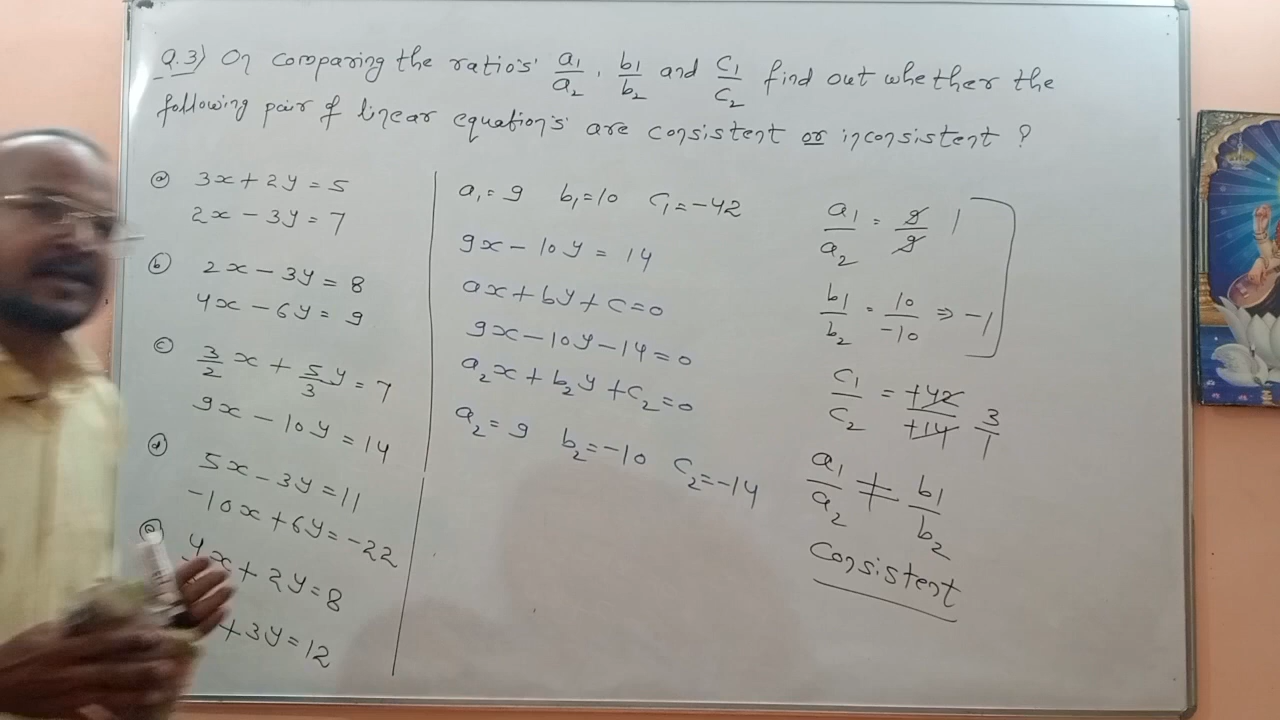 Q.3) On comparing the ratios a1/a2, b1/b2 and c1/c2 find out whether the
following pair of linear equations are consistent or inconsistent ?
(a) 3x + 2y = 5
2x - 3y = 7
(b) 2x - 3y = 8
4x - 6y = 9
(c) 3/2 x + 5/3 y = 7
9x - 10y = 14
(d) 5x - 3y = 11
-10x + 6y = -22
(e) 4x + 2y = 8
+ 3y = 12
a1 = 9 b1 = 10 c1 = -42
9x - 10y = 14
ax + by + c = 0
9x - 10y - 14 = 0
a2x + b2y + c2 = 0
a2 = 9 b2 = -10 c2 = -14
a1/a2 = 9/9 1
b1/b2 = 10/-10 ⇒ -1
c1/c2 = +42/+14 3/1
a1/a2 ≠ b1/b2
Consistent